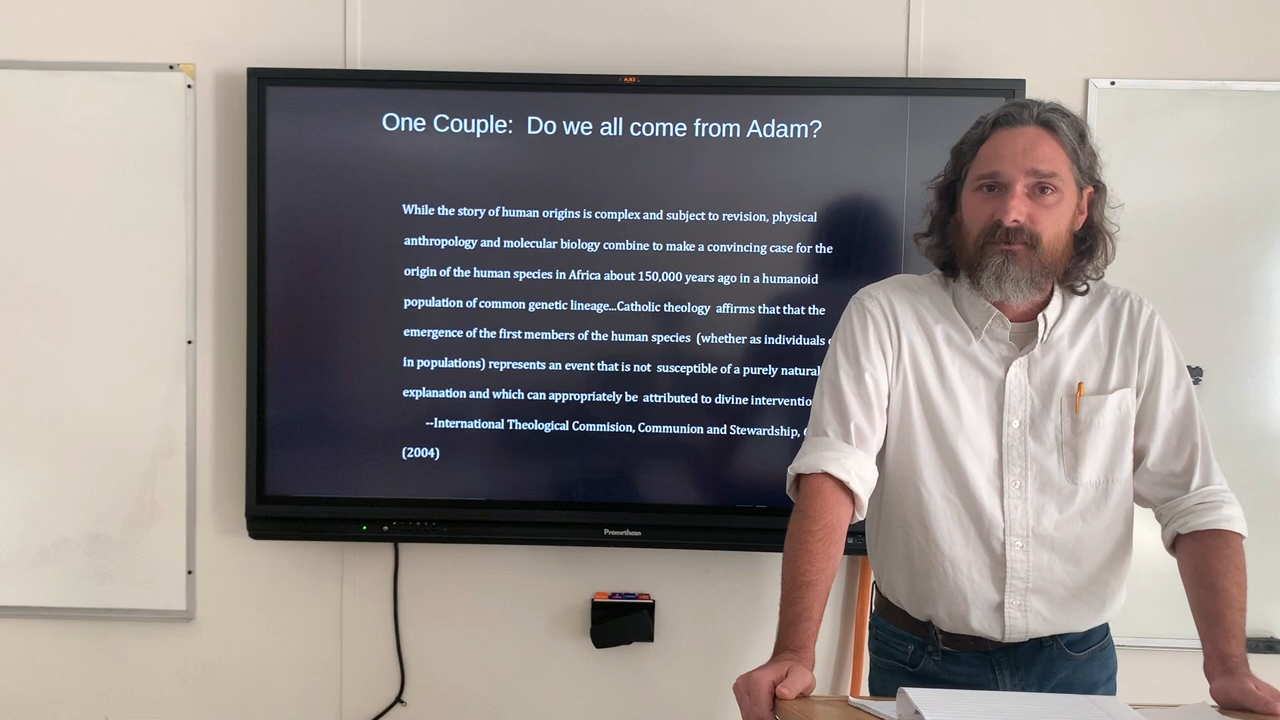 One Couple: Do we all come from Adam?
While the story of human origins is complex and subject to revision, physical
anthropology and molecular biology combine to make a convincing case for the
origin of the human species in Africa about 150,000 years ago in a humanoid
population of common genetic lineage...Catholic theology affirms that that the
emergence of the first members of the human species (whether as individuals
in populations) represents an event that is not susceptible of a purely natural
explanation and which can appropriately be attributed to divine interventio
--International Theological Commision, Communion and Stewardship,
(2004)
Promethean